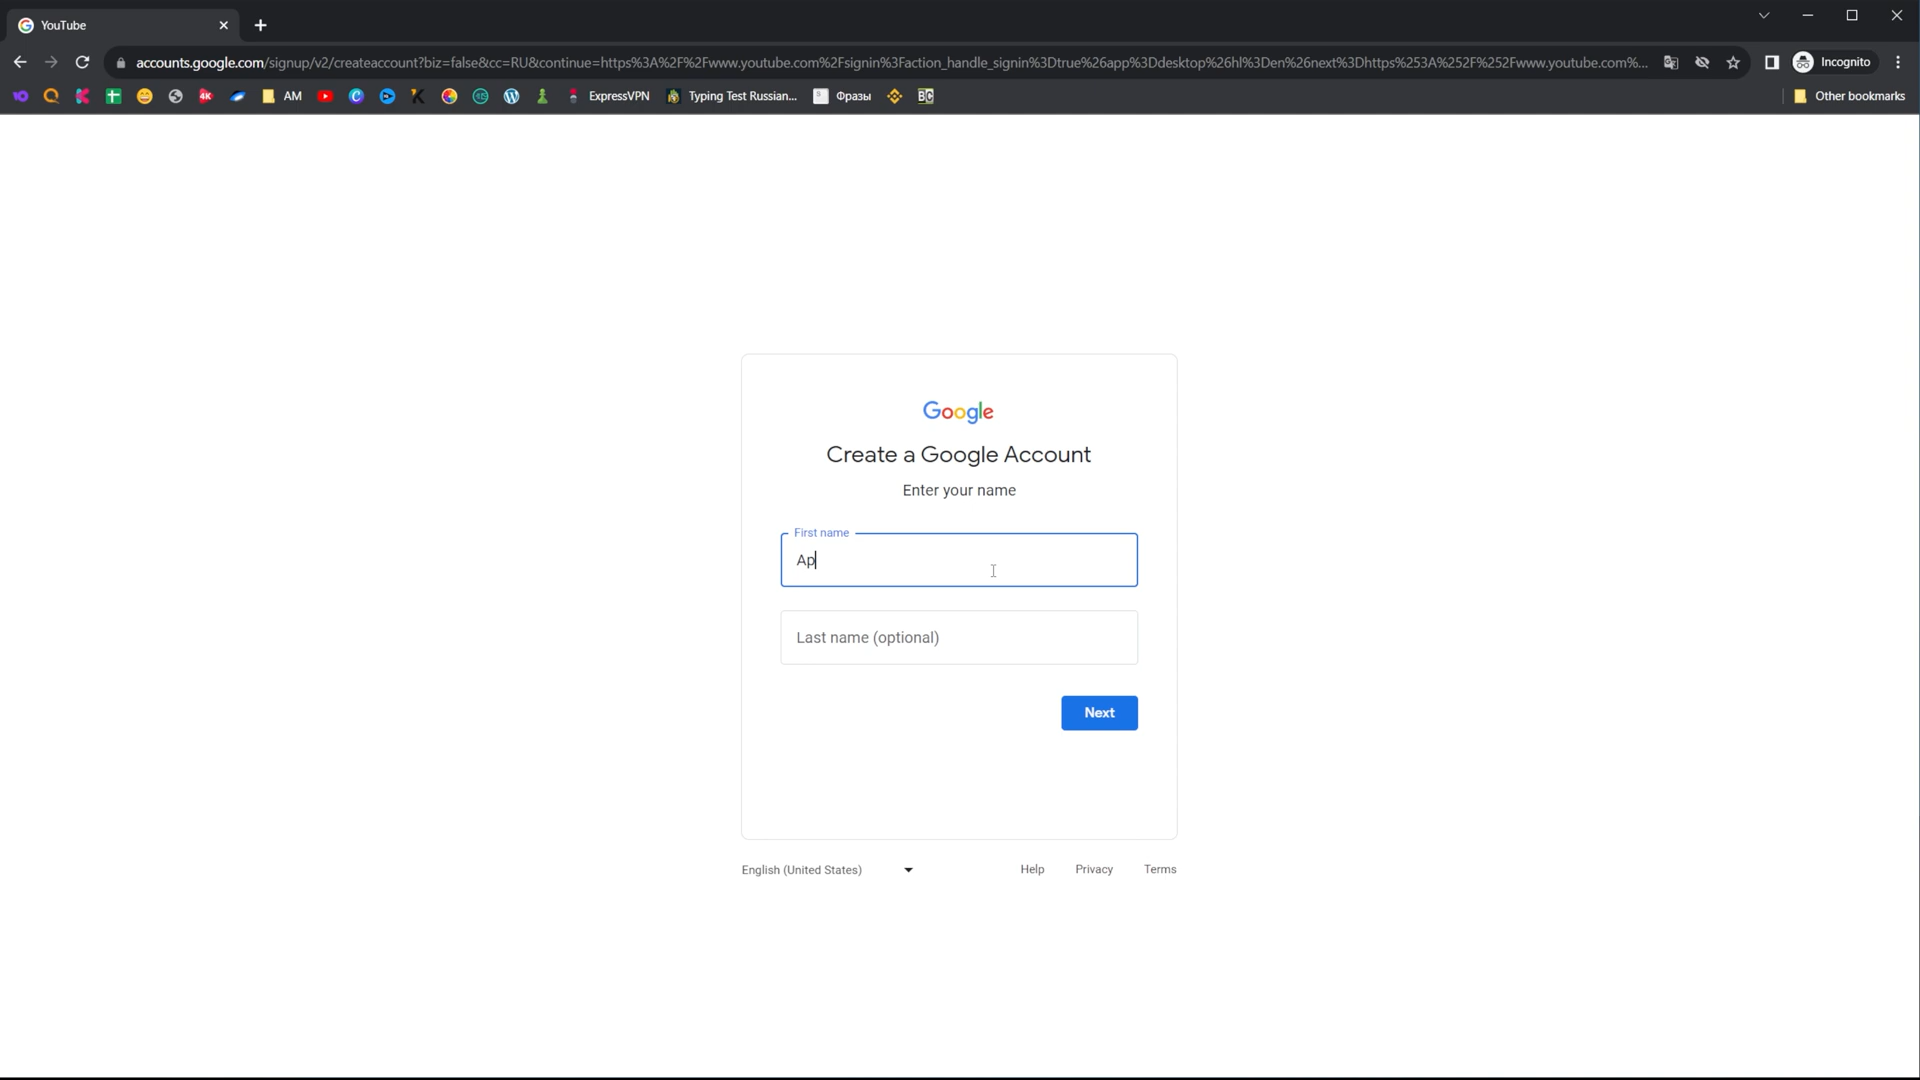 YouTube
accounts.google.com/signup/v2/createaccount?biz=false&cc=RU&continue=https%3A%2F%2Fwww.youtube.com%2Fsignin%3Faction_handle_signin%3Dtrue%26app%3Ddesktop%26hl%3Den%26next%3Dhttps%253A%252F%252Fwww.youtube.com%...
Incognito
4K
AM
ExpressVPN
Typing Test Russian...
Фразы
BC
Other bookmarks
Google
Create a Google Account
Enter your name
First name
Ap
Last name (optional)
Next
English (United States)
Help
Privacy
Terms